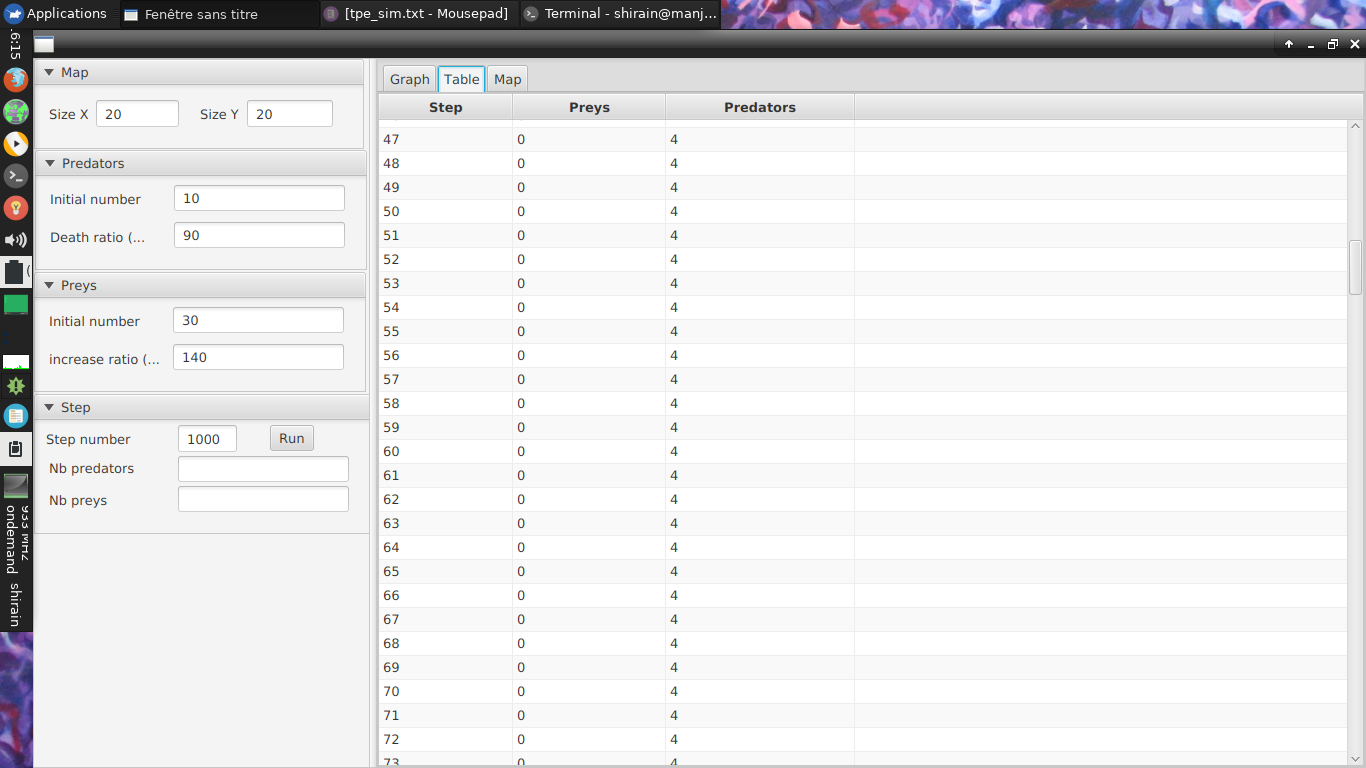 Applications
Fenêtre sans titre
[tpe_sim.txt - Mousepad]
Terminal - shirain@manj...
Map
Size X 20 Size Y 20
Predators
Initial number 10
Death ratio (... 90
Preys
Initial number 30
increase ratio (... 140
Step
Step number 1000 Run
Nb predators
Nb preys
Graph Table Map
Step Preys Predators
47 0 4
48 0 4
49 0 4
50 0 4
51 0 4
52 0 4
53 0 4
54 0 4
55 0 4
56 0 4
57 0 4
58 0 4
59 0 4
60 0 4
61 0 4
62 0 4
63 0 4
64 0 4
65 0 4
66 0 4
67 0 4
68 0 4
69 0 4
70 0 4
71 0 4
72 0 4
73 0 4
ondemand
shirain